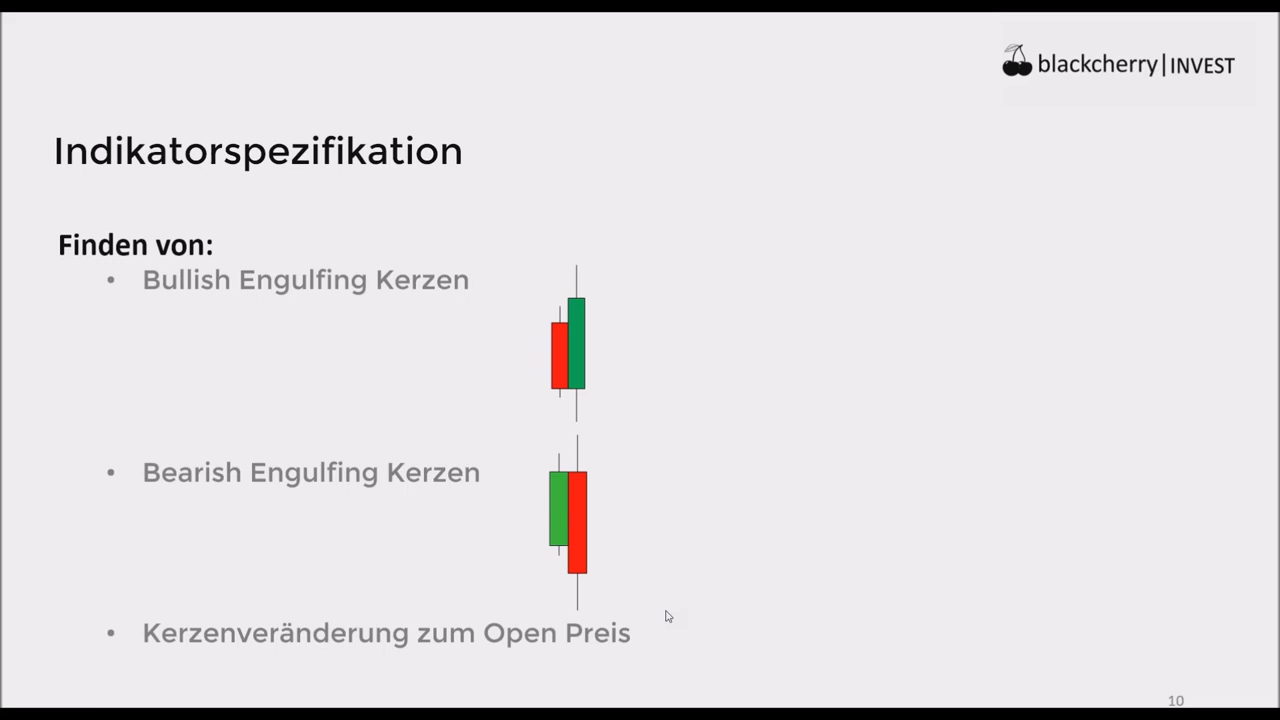 blackcherry|INVEST
Indikatorspezifikation
Finden von:
• Bullish Engulfing Kerzen
• Bearish Engulfing Kerzen
• Kerzenveränderung zum Open Preis
10